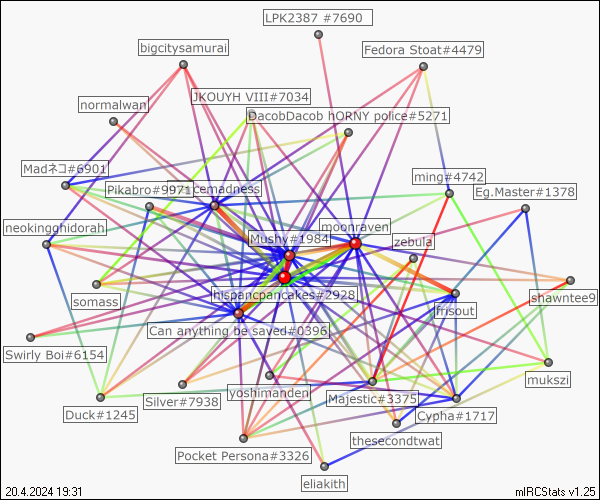 LPK2387 #7690
bigcitysamurai
Fedora Stoat#4479
JKOUYH VIII#7034
normalwan
DacobDacob hORNY police#5271
Madネコ#6901
ming#4742
Pikabro#9971
cemadness
Eg.Master#1378
neokingghidorah
moonraven
Mushy#1984
zebula
somass
hispancpancakes#2928
shawntee9
frisout
Can anything be saved#0396
Swirly Boi#6154
mukszi
yoshimanden
Silver#7938
Majestic#3375
Duck#1245
Cypha#1717
thesecondtwat
Pocket Persona#3326
eliakith
20.4.2024 19:31
mIRCStats v1.25